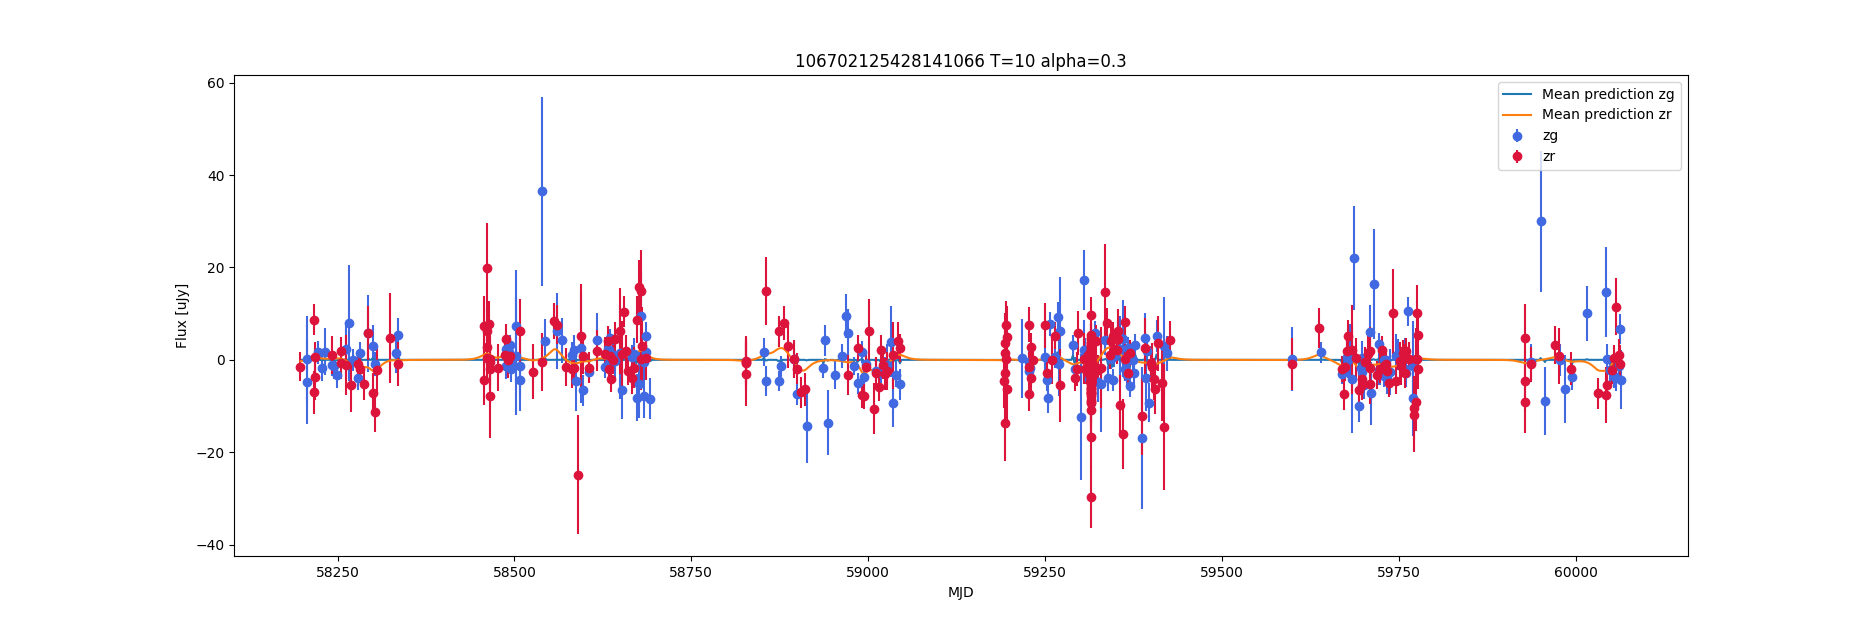 106702125428141066 T=10 alpha=0.3
60
40
20
0
−20
−40
Flux [uJy]
58250
58500
58750
59000
59250
59500
59750
60000
MJD
Mean prediction zg
Mean prediction zr
zg
zr